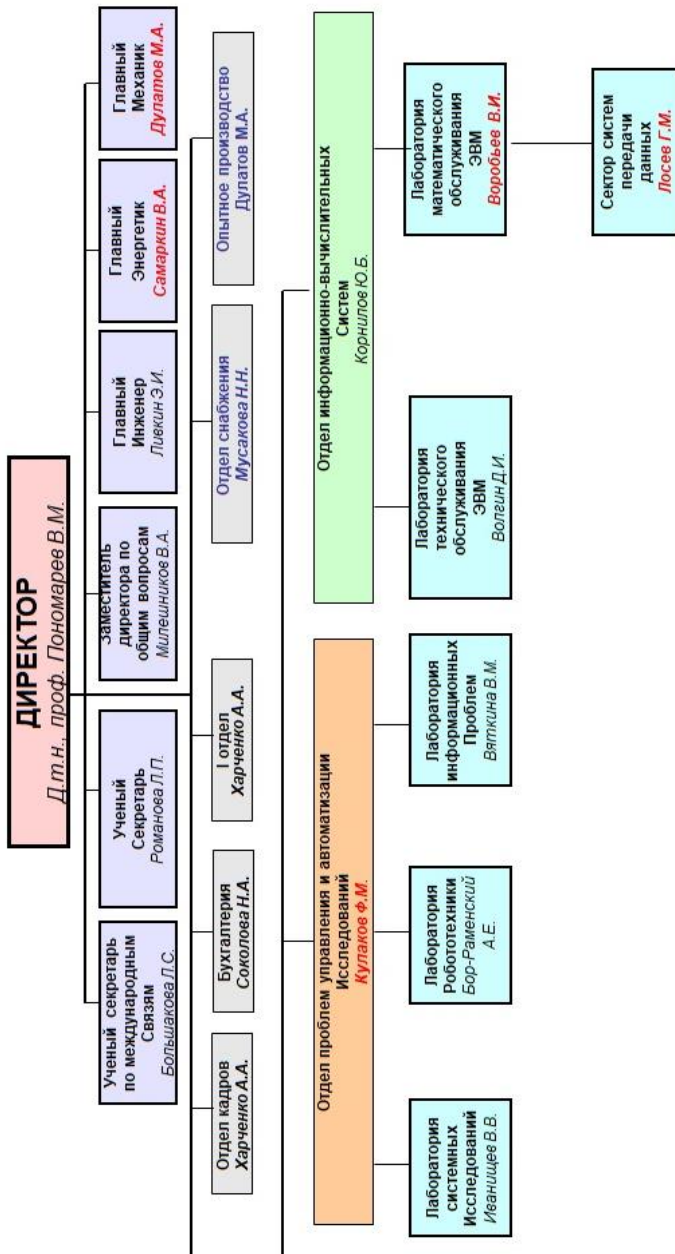 ДИРЕКТОР
Д.т.н., проф. Пономарев В.М.
Ученый секретарь
по международным
Связям
Большакова Л.С.
Ученый
Секретарь
Романова Л.П.
Заместитель
директора по
общим вопросам
Милешников В.А.
Главный
Инженер
Ливкин Э.И.
Главный
Энергетик
Самаркин В.А.
Главный
Механик
Дулатов М.А.
Отдел кадров
Харченко А.А.
Бухгалтерия
Соколова Н.А.
I отдел
Харченко А.А.
Отдел снабжения
Мусакова Н.Н.
Опытное производство
Дулатов М.А.
Отдел проблем управления и автоматизации
Исследований
Кулаков Ф.М.
Отдел информационно-вычислительных
Систем
Корнилов Ю.Б.
Лаборатория
системных
Исследований
Иванищев В.В.
Лаборатория
Робототехники
Бор-Раменский
А.Е.
Лаборатория
информационных
Проблем
Вяткина В.М.
Лаборатория
технического
обслуживания
ЭВМ
Волгин Д.И.
Лаборатория
математического
обслуживания
ЭВМ
Воробьев В.И.
Сектор систем
передачи
данных
Лосев Г.М.